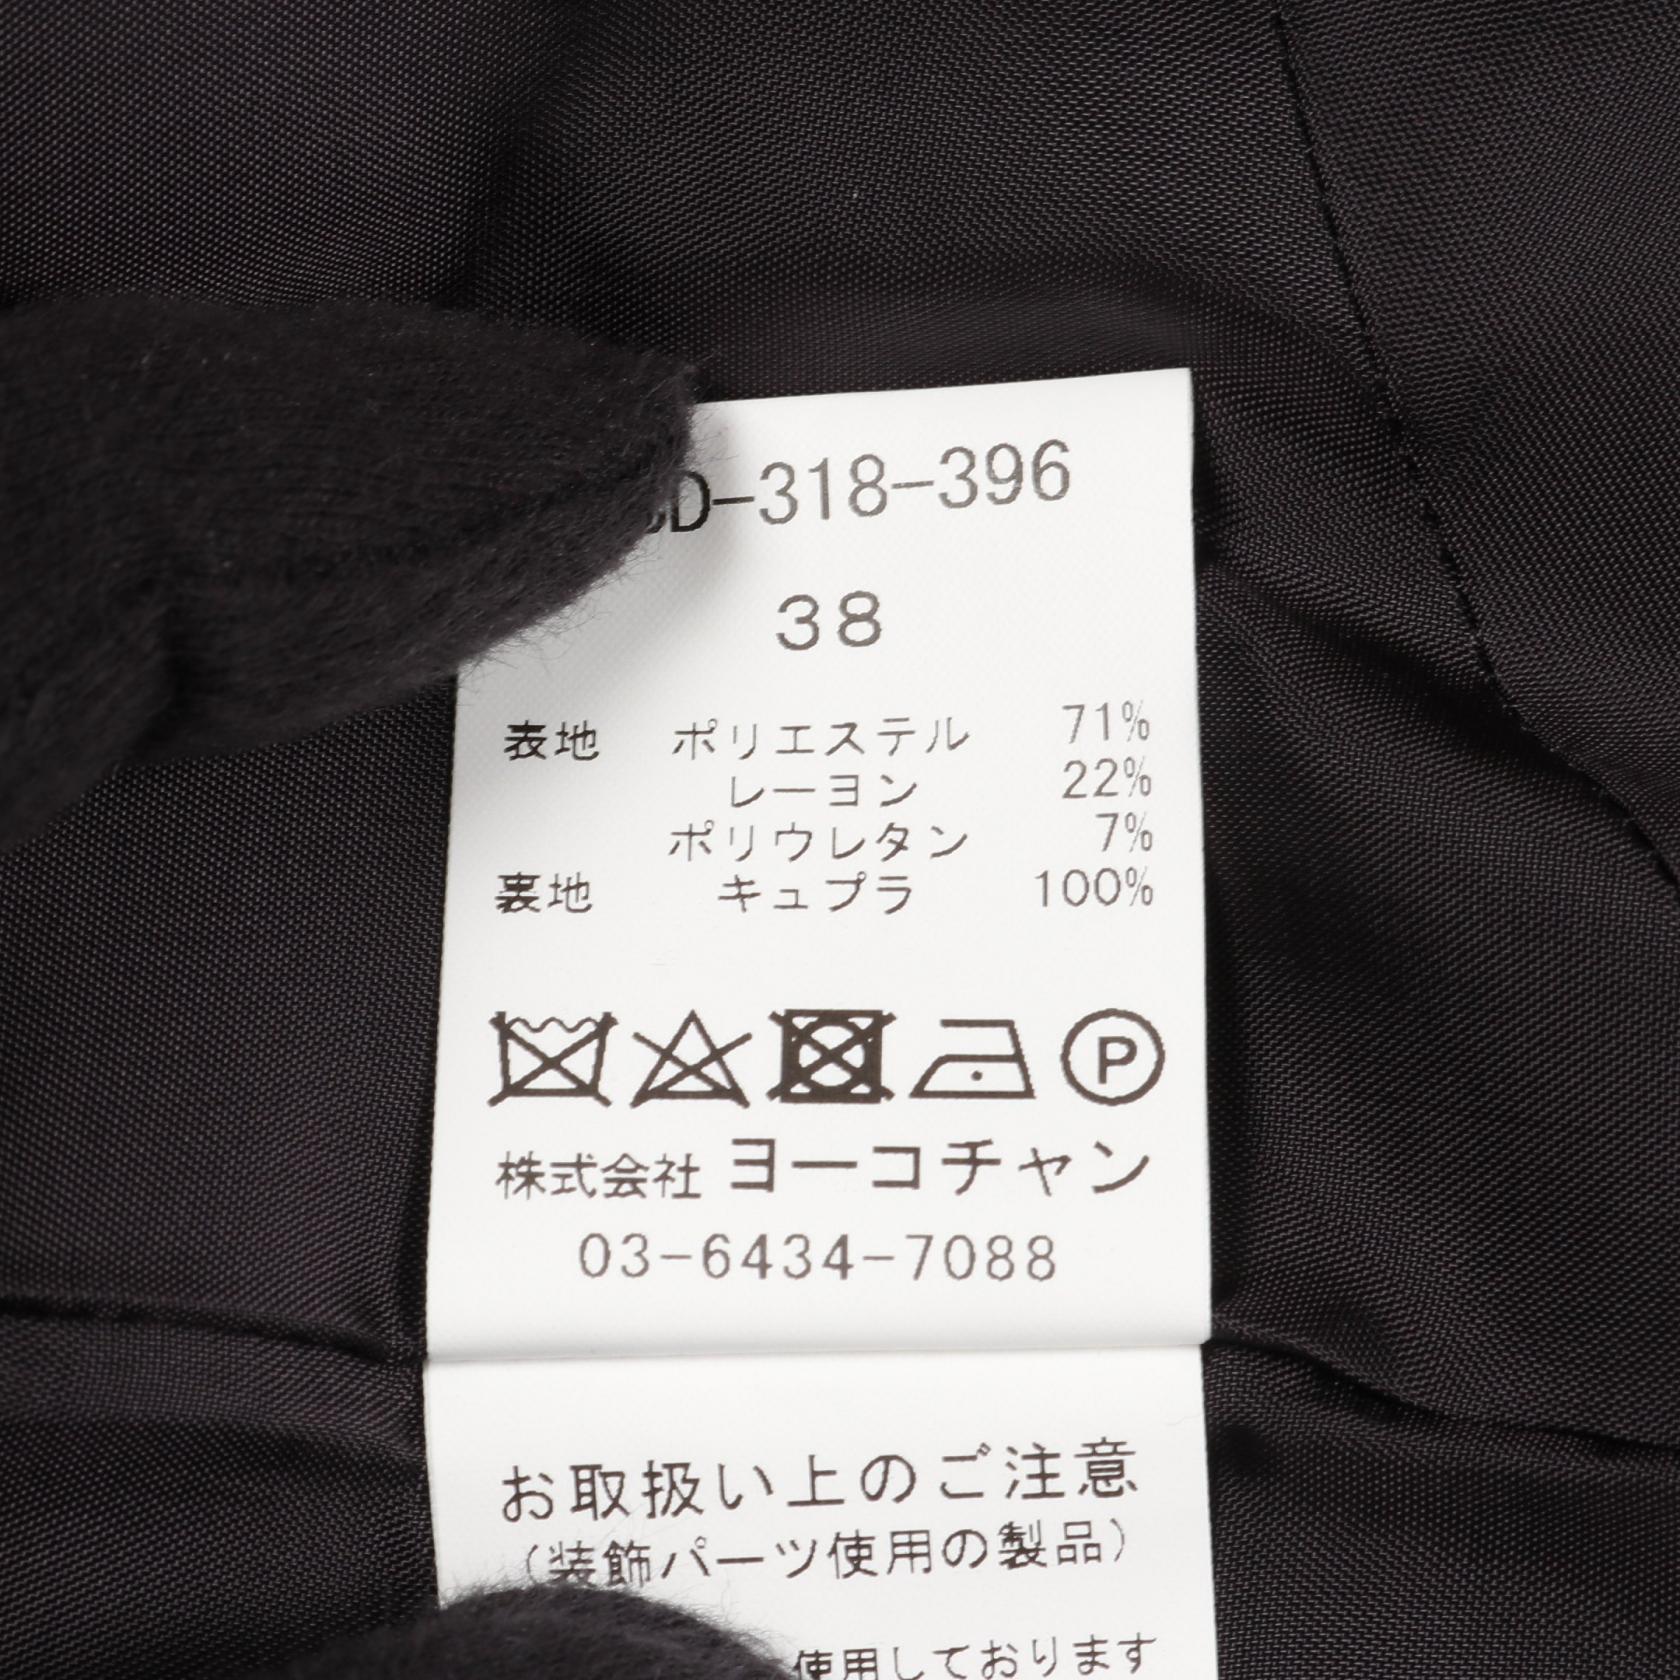 D-318-396
38
表地 ポリエステル 71%
レーヨン 22%
ポリウレタン 7%
裏地 キュプラ 100%
P
株式会社 ヨーコチャン
03-6434-7088
お取扱い上のご注意
(装飾パーツ使用の製品)
使用しております